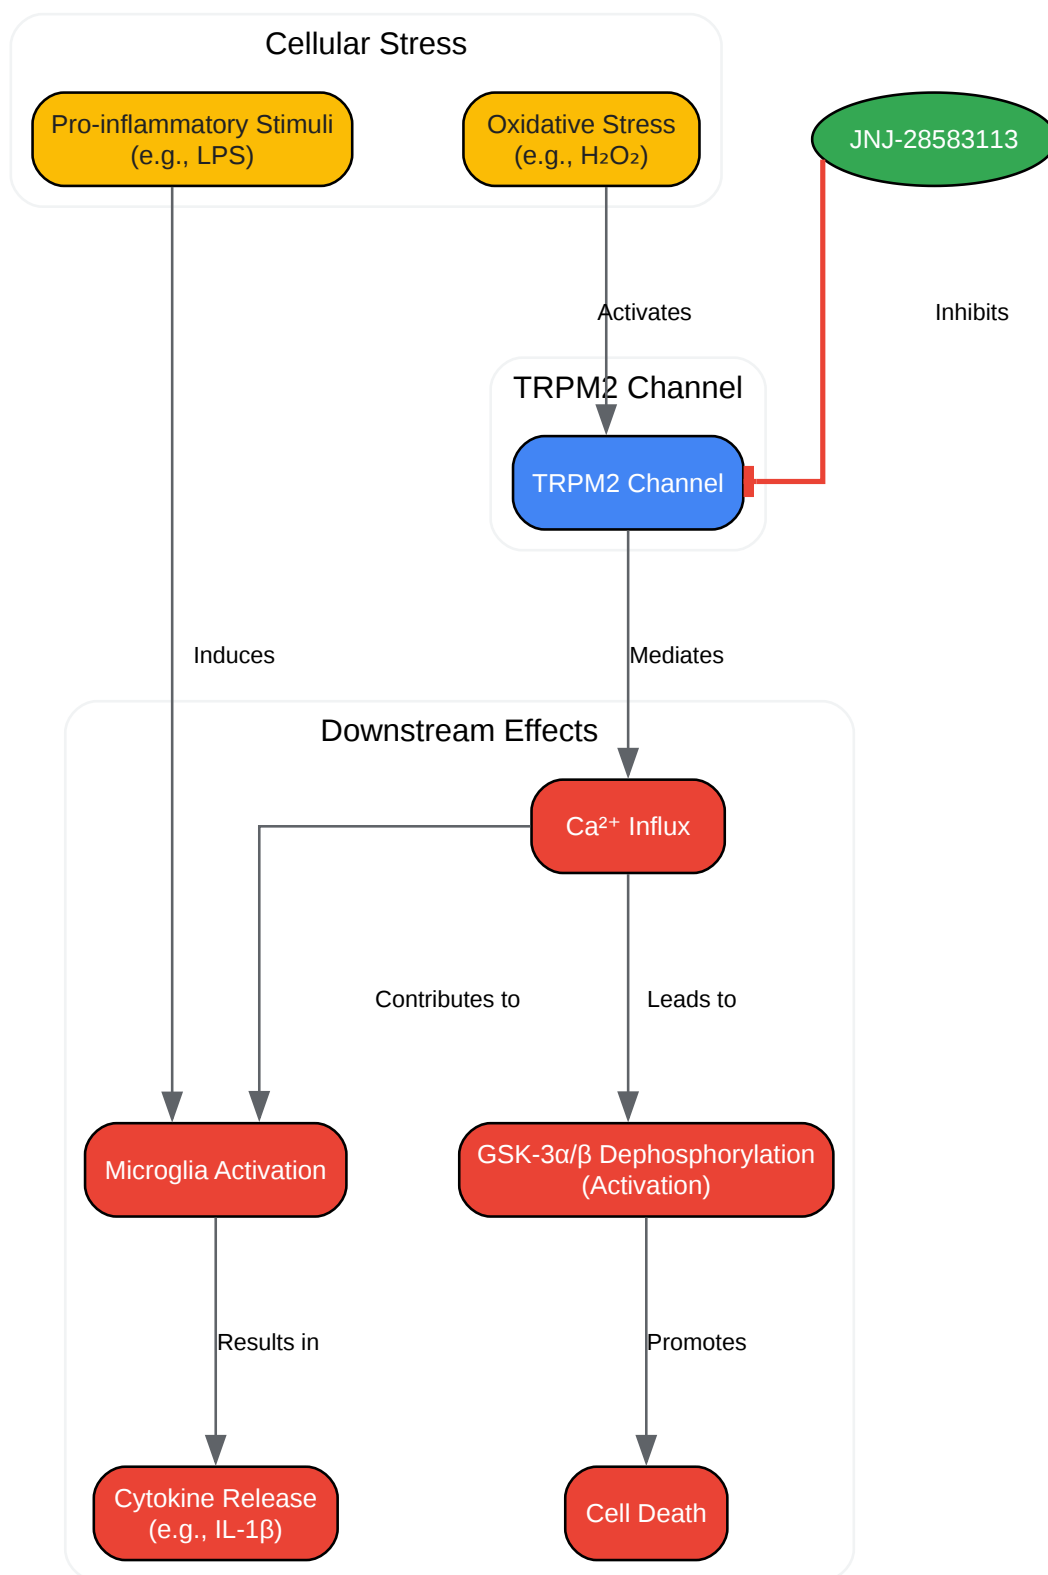 Cellular Stress
Pro-inflammatory Stimuli
(e.g., LPS)
Oxidative Stress
(e.g., H₂O₂)
JNJ-28583113
Activates
Inhibits
TRPM2 Channel
TRPM2 Channel
Induces
Mediates
Downstream Effects
Ca²⁺ Influx
Contributes to
Leads to
Microglia Activation
GSK-3α/β Dephosphorylation
(Activation)
Results in
Promotes
Cytokine Release
(e.g., IL-1β)
Cell Death